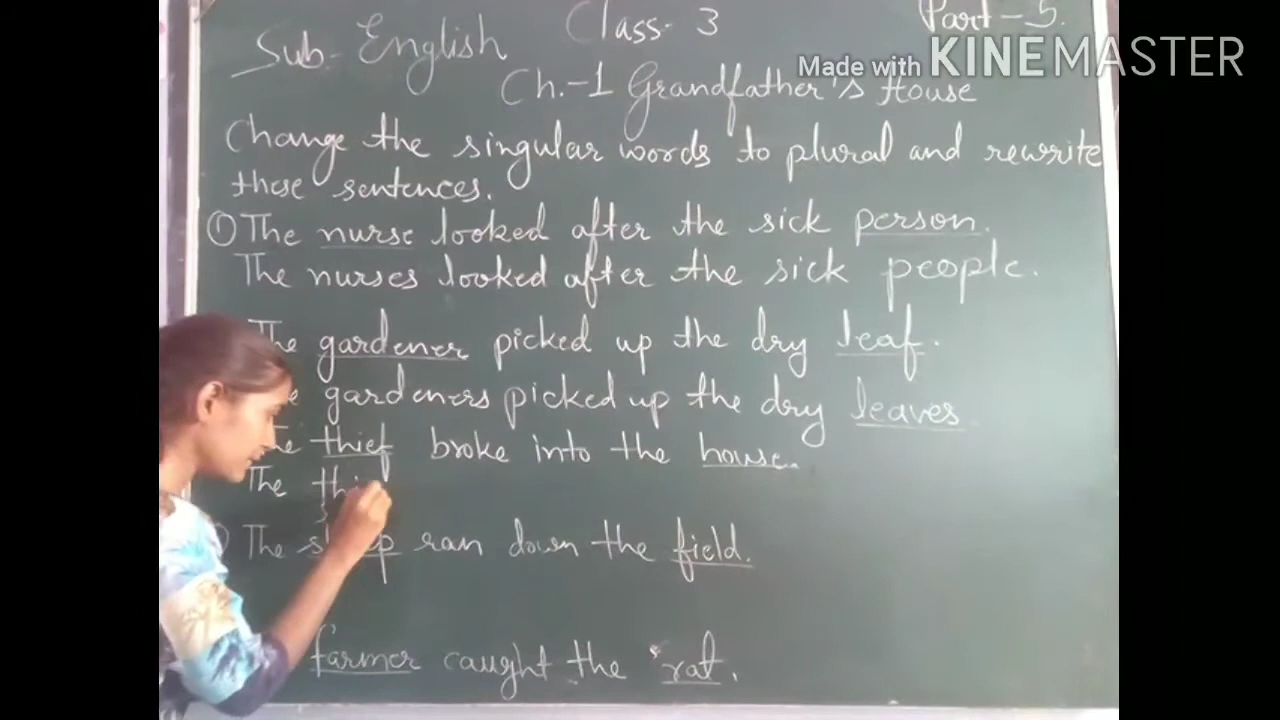 Part-5.
Sub- English Class- 3
Made with KINEMASTER
Ch.-1 Grandfather's House
Change the singular words to plural and rewrite
these sentences.
① The nurse looked after the sick person.
The nurses looked after the sick people.
The gardener picked up the dry leaf.
gardeners picked up the dry leaves
The thief broke into the house.
The thi
The ran down the field.
farmer caught the rat.